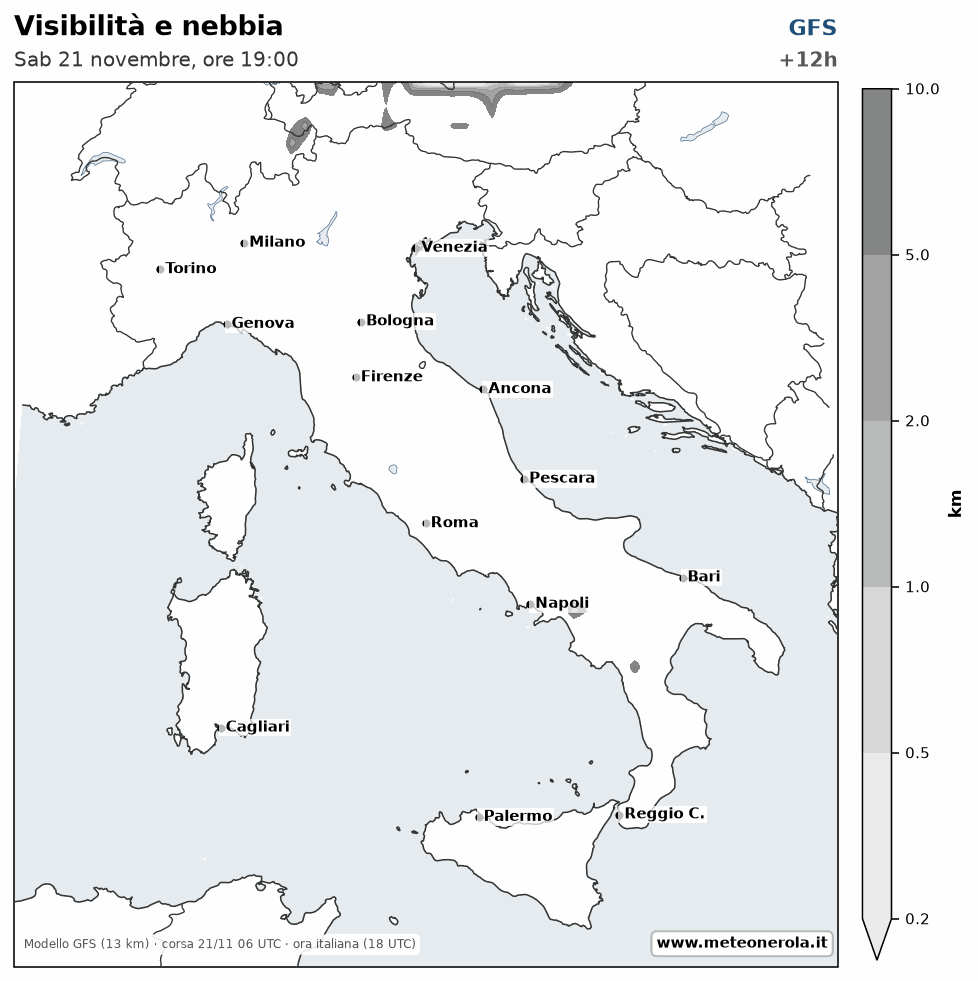 Visibilità e nebbia
GFS
Sab 21 novembre, ore 19:00
+12h
10.0
5.0
2.0
1.0
0.5
0.2
km
Milano
Venezia
Torino
Genova
Bologna
Firenze
Ancona
Pescara
Roma
Bari
Napoli
Cagliari
Palermo
Reggio C.
Modello GFS (13 km) · corsa 21/11 06 UTC · ora italiana (18 UTC)
www.meteonerola.it